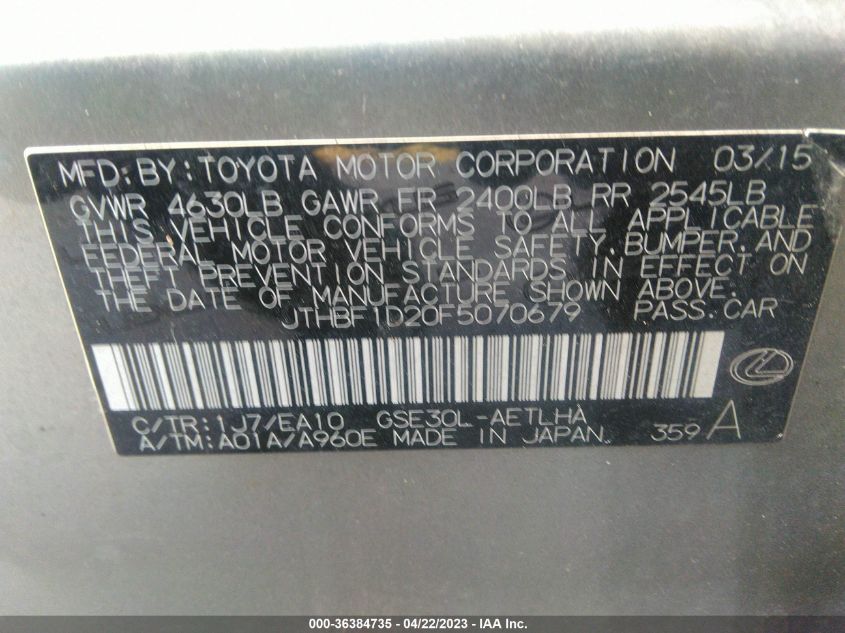 MFD. BY: TOYOTA MOTOR CORPORATION 03/15
GVWR 4630LB GAWR FR 2400LB RR 2545LB
THIS VEHICLE CONFORMS TO ALL APPLICABLE
FEDERAL MOTOR VEHICLE SAFETY, BUMPER, AND
THEFT PREVENTION STANDARDS IN EFFECT ON
THE DATE OF MANUFACTURE SHOWN ABOVE.
JTHBF1D20F5070679 PASS. CAR
C/TR: 1J7/EA10 GSE30L-AETLHA
A/TM: A01A/A960E MADE IN JAPAN 359 A
000-36384735 - 04/22/2023 - IAA Inc.